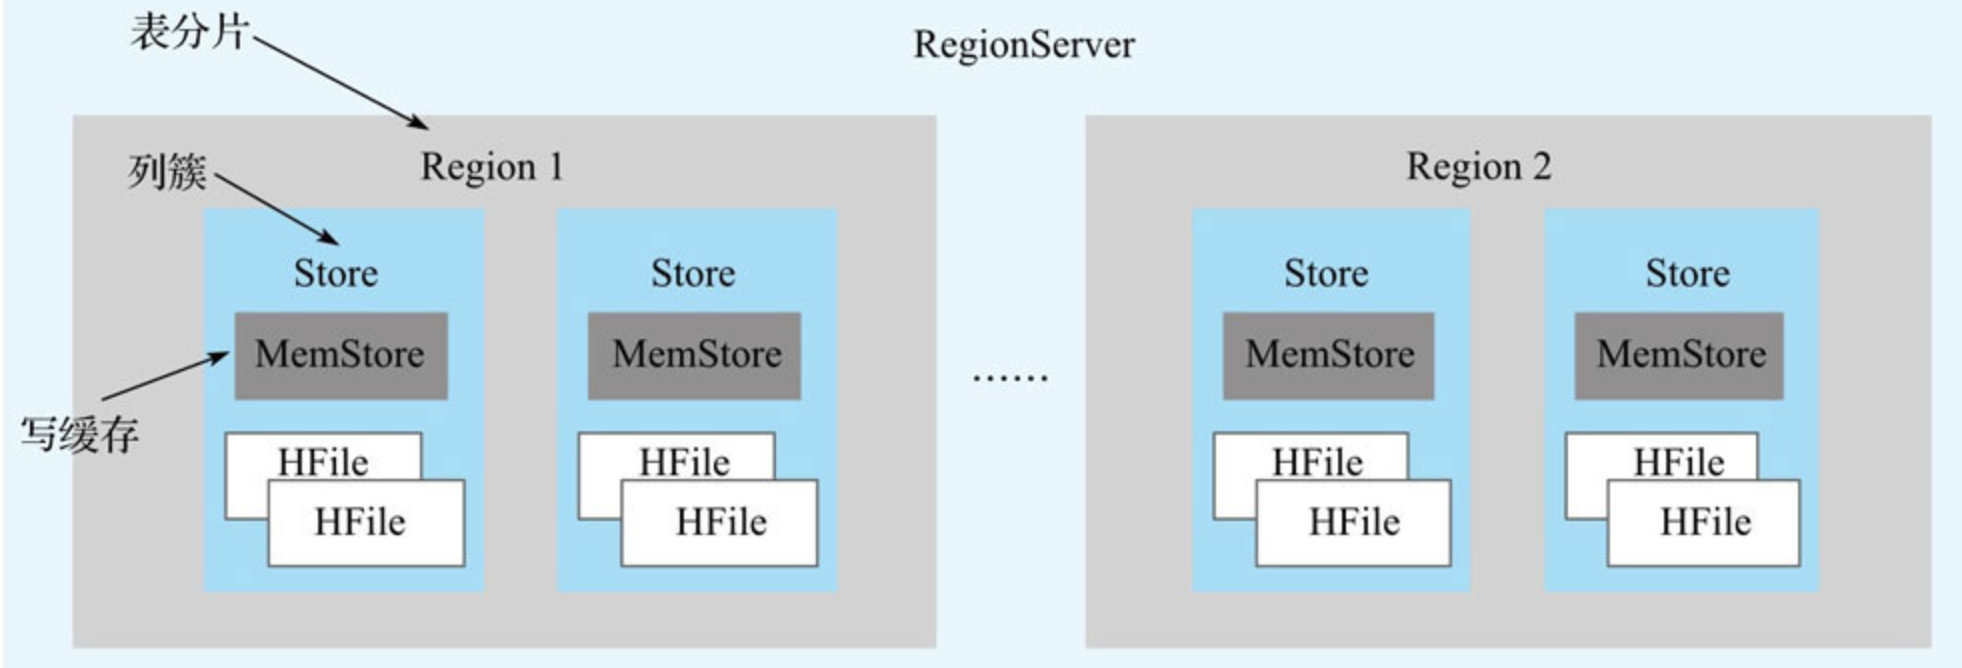 表分片
RegionServer
列簇
Region 1
Region 2
Store
Store
Store
Store
MemStore
MemStore
……
MemStore
MemStore
写缓存
HFile
HFile
HFile
HFile
HFile
HFile
HFile
HFile